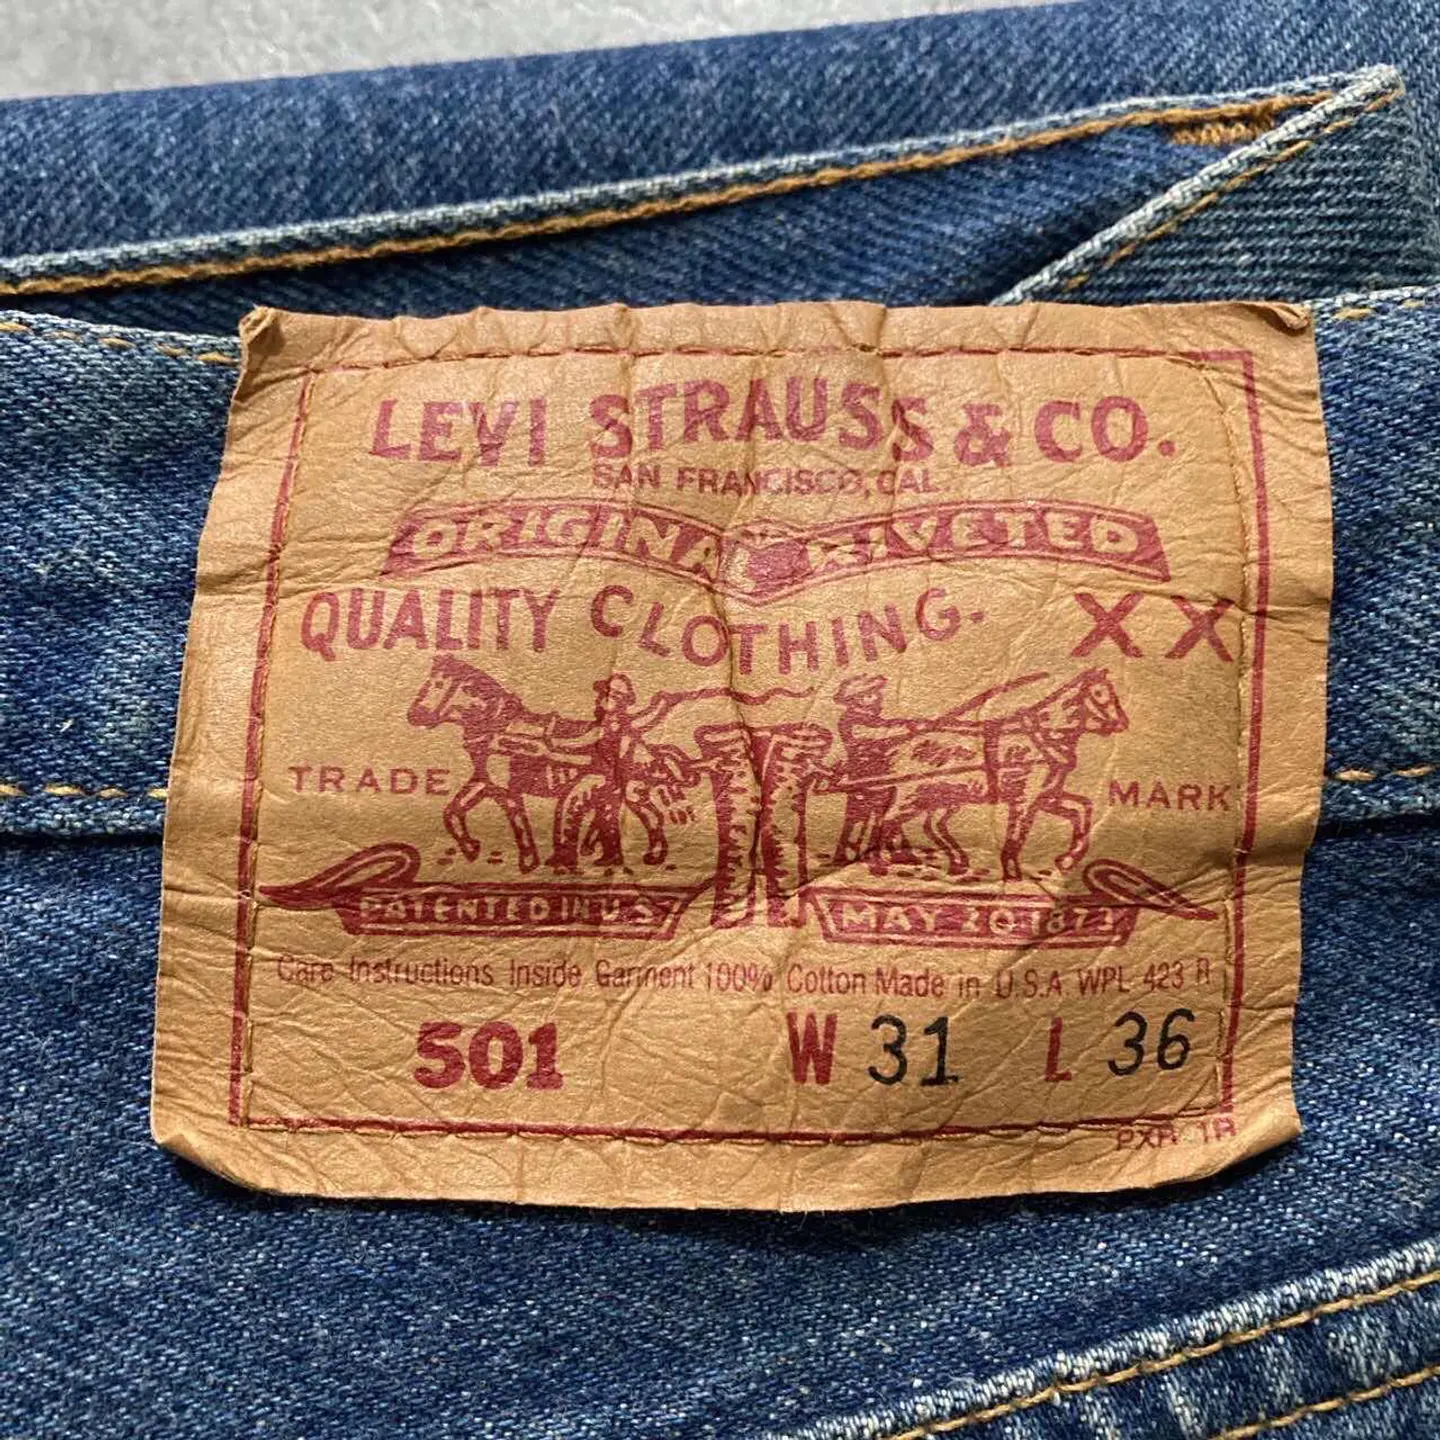 LEVI STRAUSS & CO.
SAN FRANCISCO, CAL.
ORIGINAL RIVETED
QUALITY CLOTHING. XX
TRADE MARK
PATENTED IN U.S. MAY 20 1873
Care Instructions Inside Garment 100% Cotton Made in U.S.A. WPL 423 R
501 W 31 L 36
1R